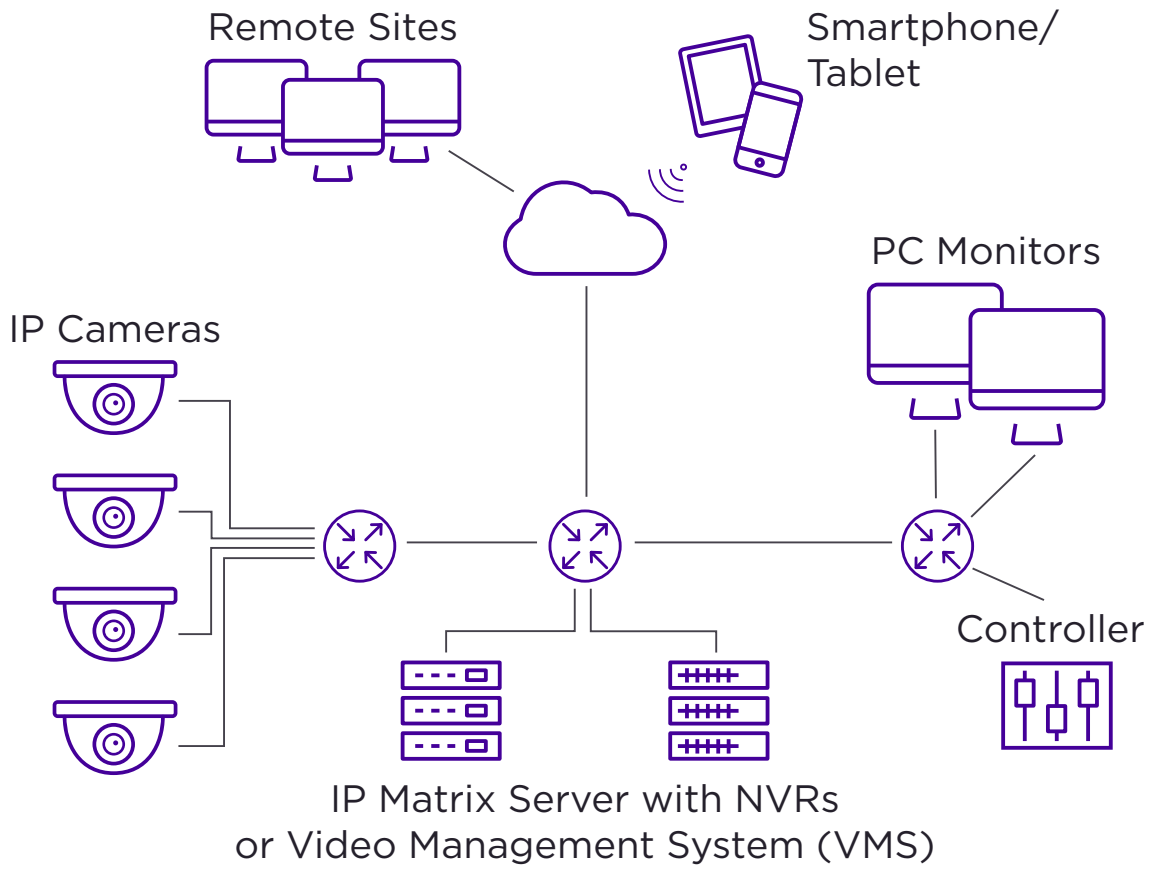 Remote Sites
Smartphone/
Tablet
PC Monitors
IP Cameras
Controller
IP Matrix Server with NVRs
or Video Management System (VMS)